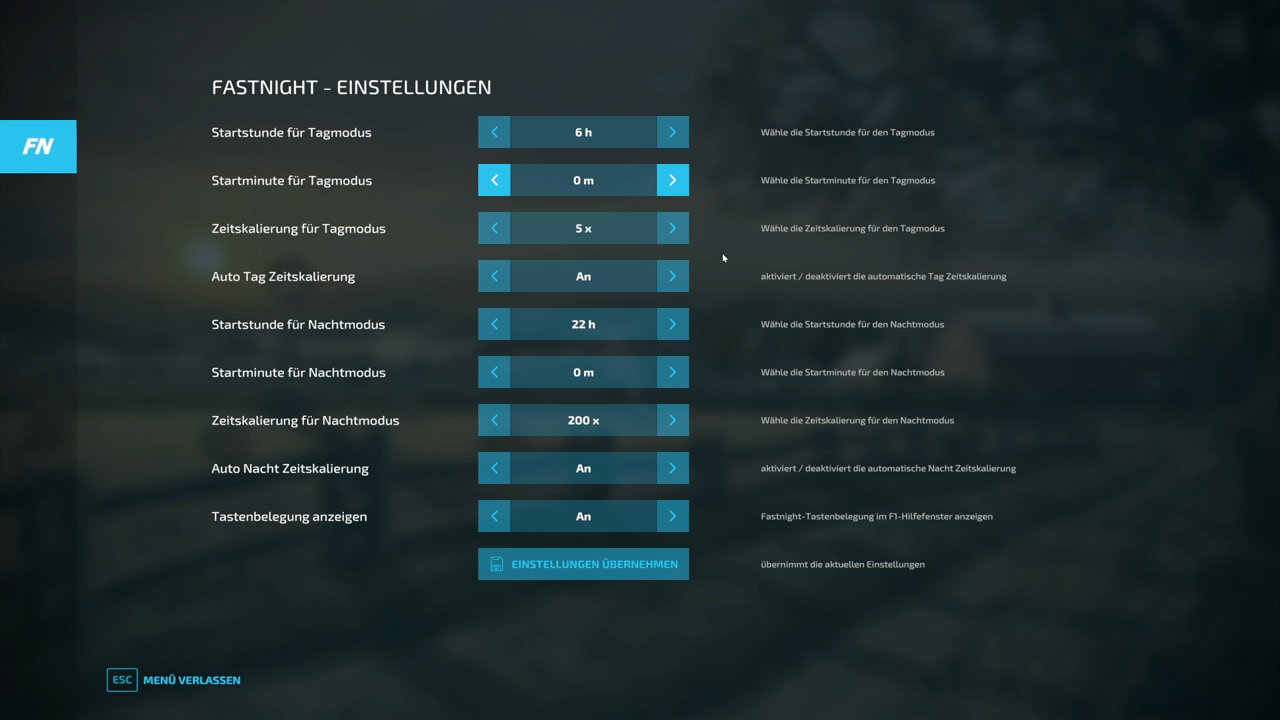 FASTNIGHT - EINSTELLUNGEN
FN
Startstunde für Tagmodus 6 h Wähle die Startstunde für den Tagmodus
Startminute für Tagmodus 0 m Wähle die Startminute für den Tagmodus
Zeitskalierung für Tagmodus 5 x Wähle die Zeitskalierung für den Tagmodus
Auto Tag Zeitskalierung An aktiviert / deaktiviert die automatische Tag Zeitskalierung
Startstunde für Nachtmodus 22 h Wähle die Startstunde für den Nachtmodus
Startminute für Nachtmodus 0 m Wähle die Startminute für den Nachtmodus
Zeitskalierung für Nachtmodus 200 x Wähle die Zeitskalierung für den Nachtmodus
Auto Nacht Zeitskalierung An aktiviert / deaktiviert die automatische Nacht Zeitskalierung
Tastenbelegung anzeigen An Fastnight-Tastenbelegung im F1-Hilfefenster anzeigen
EINSTELLUNGEN ÜBERNEHMEN übernimmt die aktuellen Einstellungen
ESC MENÜ VERLASSEN